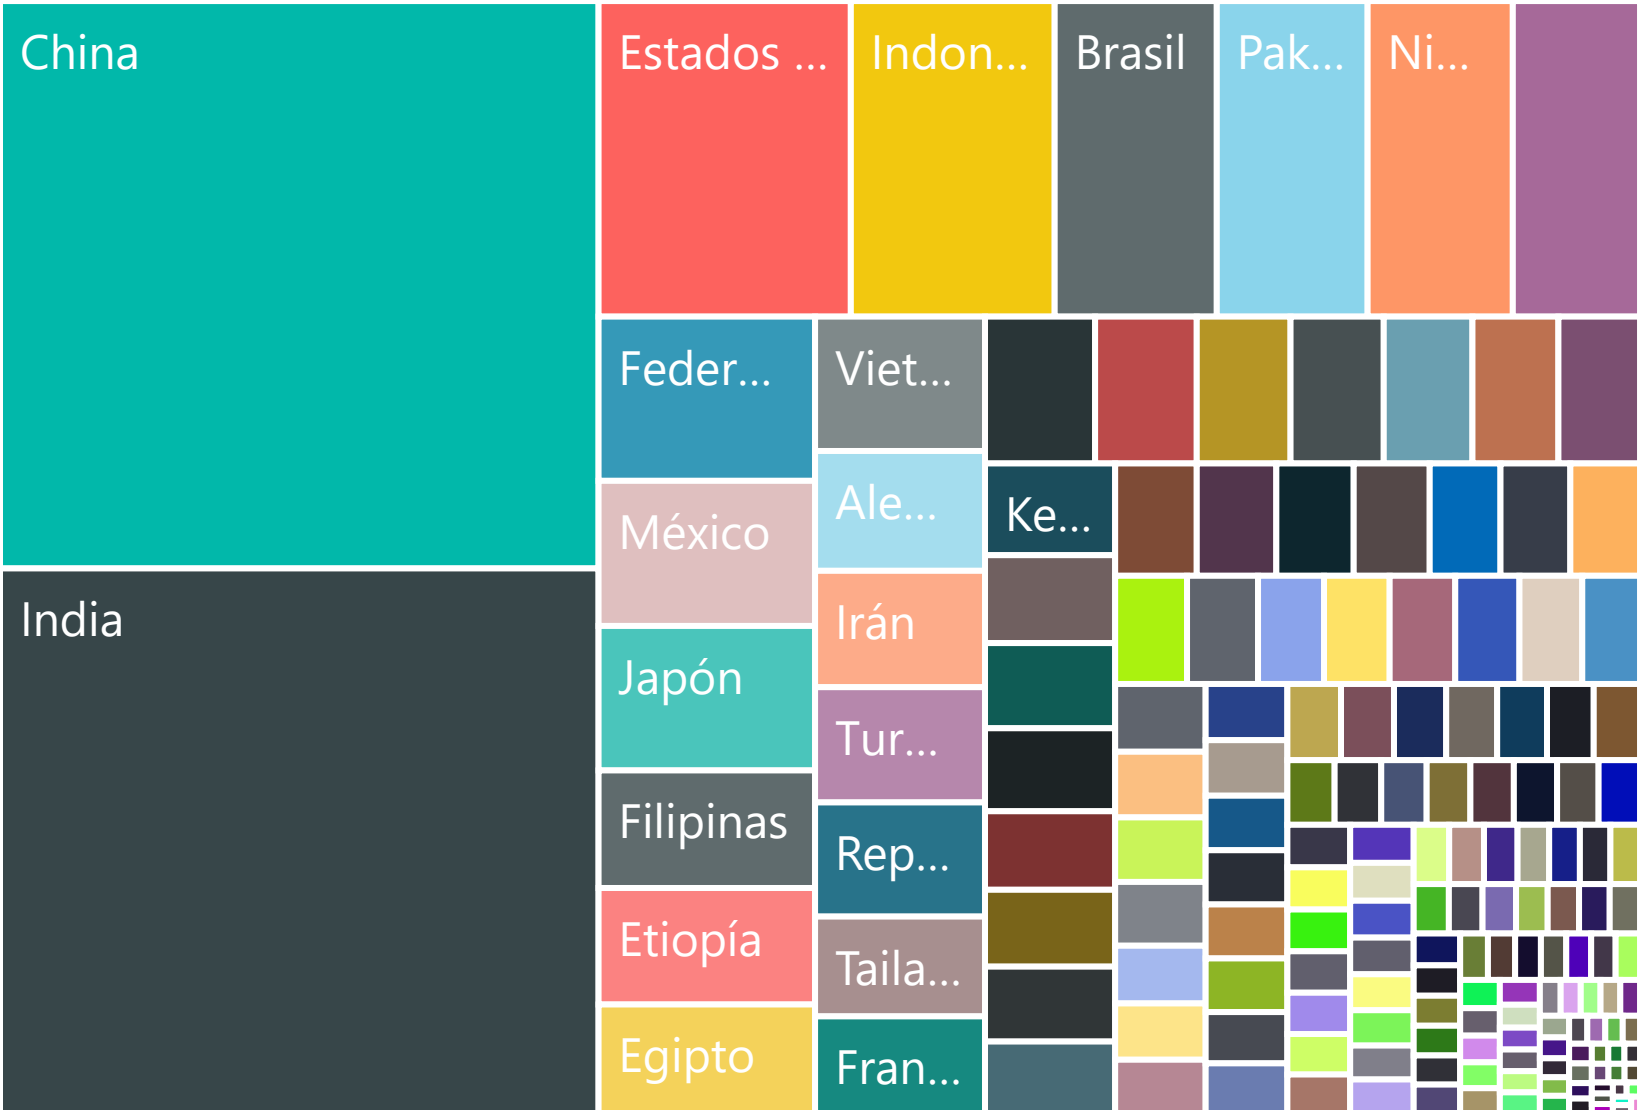 China
Estados ...
Indon...
Brasil
Pak...
Ni...
Feder...
Viet...
México
Ale...
Ke...
India
Irán
Japón
Tur...
Filipinas
Rep...
Etiopía
Taila...
Egipto
Fran...